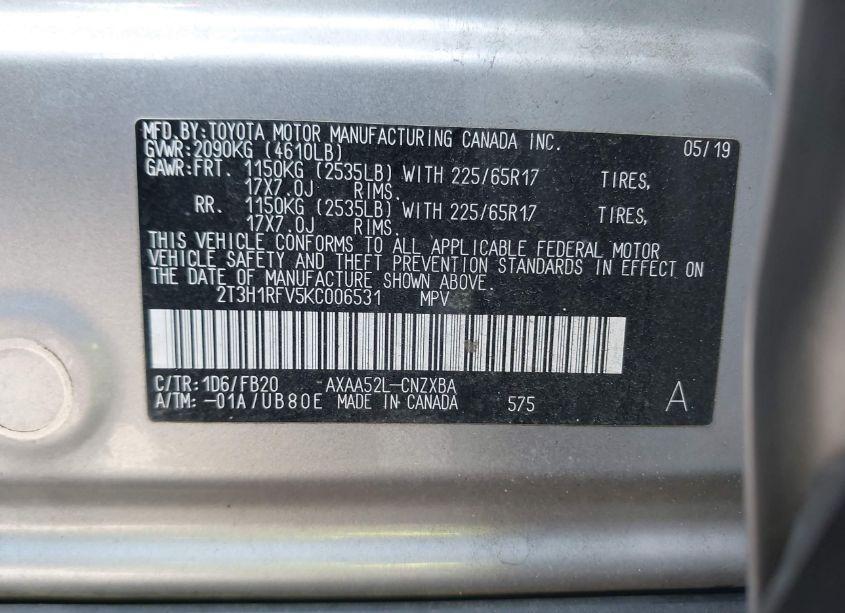 MFD.BY:TOYOTA MOTOR MANUFACTURING CANADA INC. 05/19
GVWR:2090KG (4610LB)
GAWR:FRT. 1150KG (2535LB) WITH 225/65R17 TIRES,
17X7.0J RIMS.
RR. 1150KG (2535LB) WITH 225/65R17 TIRES,
17X7.0J RIMS.
THIS VEHICLE CONFORMS TO ALL APPLICABLE FEDERAL MOTOR
VEHICLE SAFETY AND THEFT PREVENTION STANDARDS IN EFFECT ON
THE DATE OF MANUFACTURE SHOWN ABOVE.
2T3H1RFV5KC006531 MPV
C/TR:1D6/FB20 AXAA52L-CNZXBA
A/TM:-01A/UB80E MADE IN CANADA 575 A